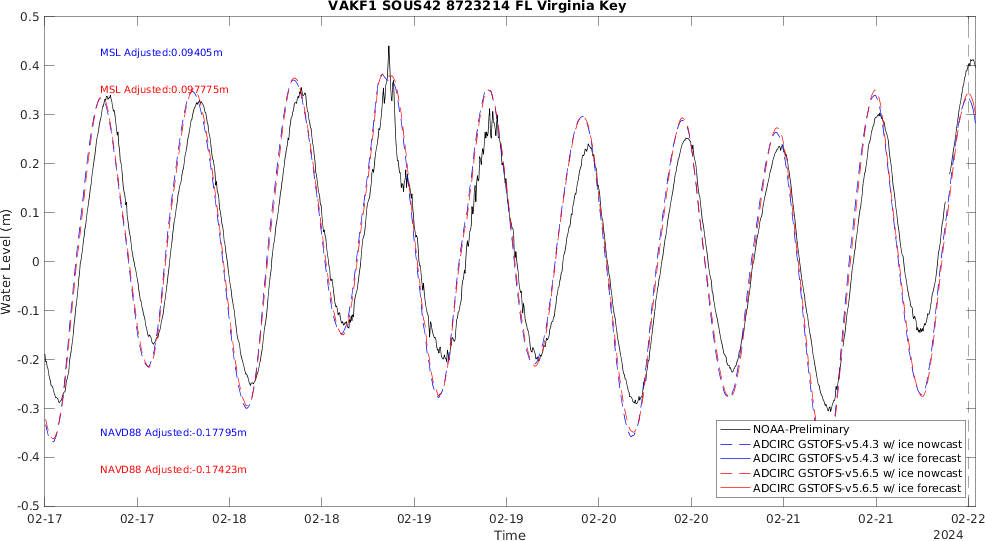 VAKF1 SOUS42 8723214 FL Virginia Key
0.5
0.4
0.3
0.2
0.1
0
-0.1
-0.2
-0.3
-0.4
-0.5
Water Level (m)
MSL Adjusted:0.09405m
MSL Adjusted:0.097775m
NAVD88 Adjusted:-0.17795m
NAVD88 Adjusted:-0.17423m
NOAA-Preliminary
ADCIRC GSTOFS-v5.4.3 w/ ice nowcast
ADCIRC GSTOFS-v5.4.3 w/ ice forecast
ADCIRC GSTOFS-v5.6.5 w/ ice nowcast
ADCIRC GSTOFS-v5.6.5 w/ ice forecast
02-17 02-17 02-18 02-18 02-19 02-19 02-20 02-20 02-21 02-21 02-22
2024
Time